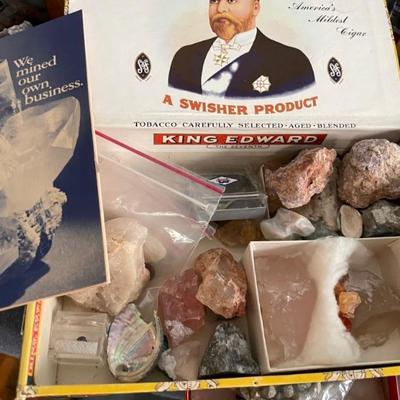 We
mined
our
own
business.
America's
Mildest
Cigar
A SWISHER PRODUCT
TOBACCO CAREFULLY SELECTED - AGED - BLENDED
KING EDWARD
THE SEVENTH